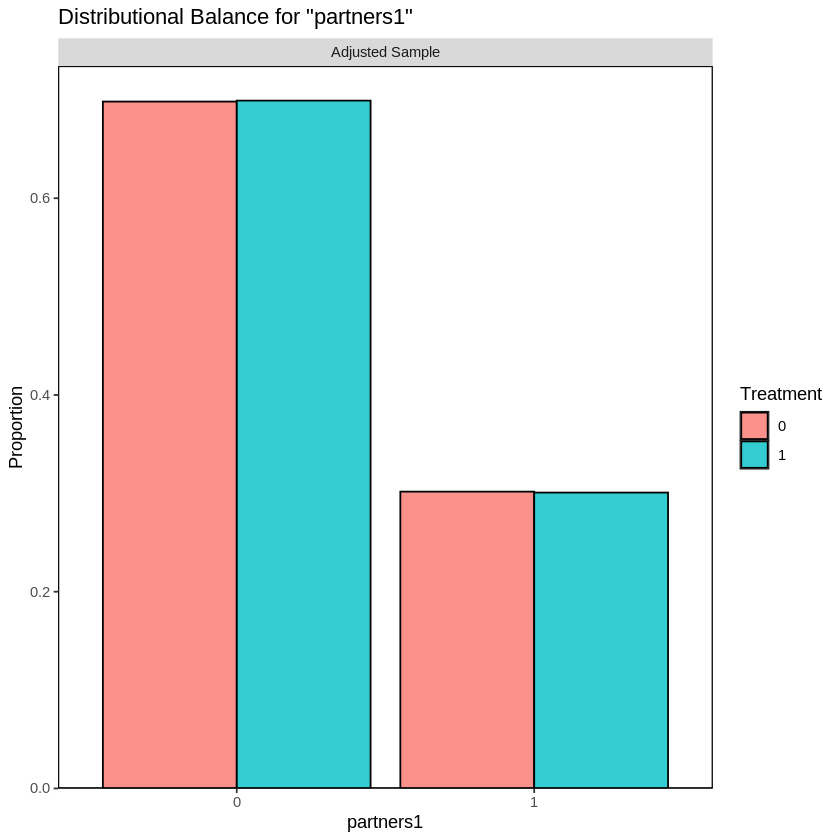 Distributional Balance for "partners1"
Adjusted Sample
0.6
0.4
0.2
0.0
Proportion
0
1
partners1
Treatment
0
1